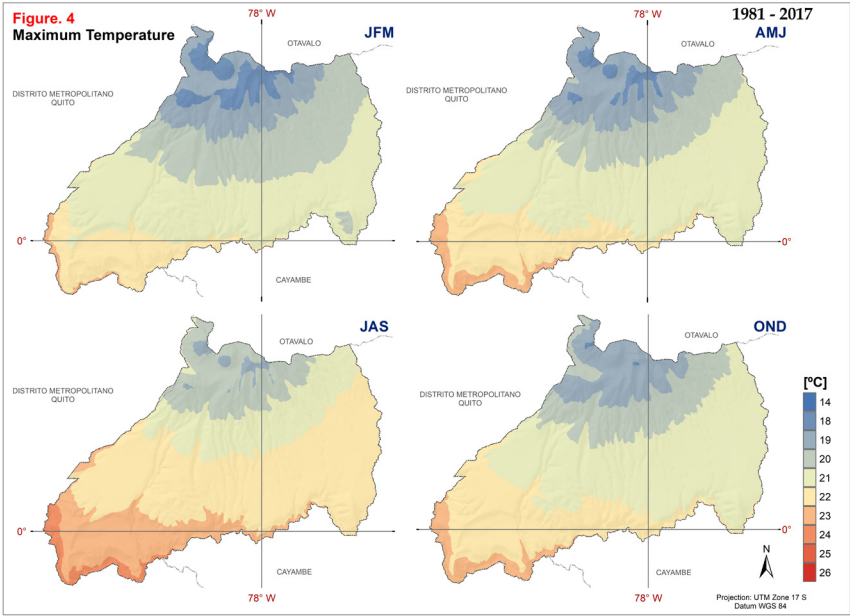 Figure. 4
Maximum Temperature
78° W
JFM
OTAVALO
DISTRITO METROPOLITANO
QUITO
0°
CAYAMBE
1981 - 2017
78° W
AMJ
OTAVALO
DISTRITO METROPOLITANO
QUITO
0°
CAYAMBE
JAS
OTAVALO
DISTRITO METROPOLITANO
QUITO
0°
CAYAMBE
78° W
OND
OTAVALO
DISTRITO METROPOLITANO
QUITO
0°
CAYAMBE
78° W
[ºC]
14
18
19
20
21
22
23
24
25
26
N
Projection: UTM Zone 17 S
Datum WGS 84